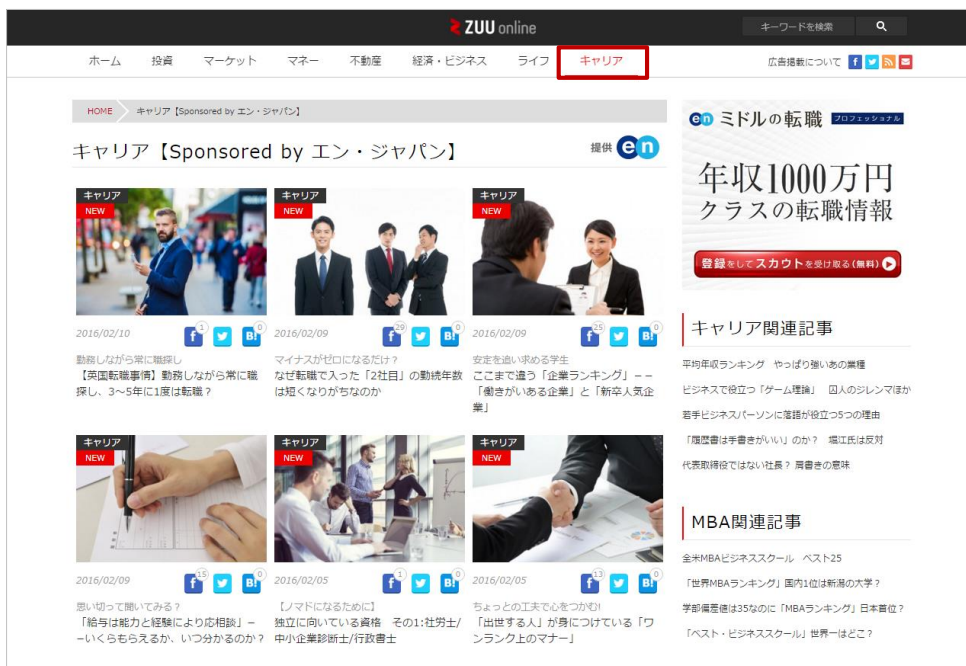 ZUU online
キーワードを検索
ホーム 投資 マーケット マネー 不動産 経済・ビジネス ライフ キャリア
広告掲載について
HOME キャリア【Sponsored by エン・ジャパン】
キャリア【Sponsored by エン・ジャパン】
提供 en
キャリア
NEW
2016/02/10
f 1 B! 0
勤務しながら常に職探し
【英国転職事情】勤務しながら常に職
探し、3～5年に1度は転職？
キャリア
NEW
2016/02/09
f 29 B! 0
マイナスがゼロになるだけ？
なぜ転職で入った「2社目」の勤続年数
は短くなりがちなのか
キャリア
NEW
2016/02/09
f 25 B! 0
安定を追い求める学生
ここまで違う「企業ランキング」－－
「働きがいある企業」と「新卒人気企
業」
キャリア
NEW
2016/02/09
f 15 B! 0
思い切って聞いてみる？
「給与は能力と経験により応相談」－
－いくらもらえるか、いつ分かるのか？
キャリア
NEW
2016/02/05
f 1 B! 0
【ノマドになるために】
独立に向いている資格 その1:社労士/
中小企業診断士/行政書士
キャリア
NEW
2016/02/05
f 13 B! 0
ちょっとの工夫で心をつかむ!
「出世する人」が身につけている「ワ
ンランク上のマナー」
en ミドルの転職 プロフェッショナル
年収1000万円
クラスの転職情報
登録をしてスカウトを受け取る(無料)
キャリア関連記事
平均年収ランキング やっぱり強いあの業種
ビジネスで役立つ「ゲーム理論」 囚人のジレンマほか
若手ビジネスパーソンに落語が役立つ5つの理由
「履歴書は手書きがいい」のか？ 堀江氏は反対
代表取締役ではない社長？ 肩書きの意味
MBA関連記事
全米MBAビジネススクール ベスト25
「世界MBAランキング」国内1位は新潟の大学？
学部偏差値は35なのに「MBAランキング」日本首位？
「ベスト・ビジネススクール」世界一はどこ？